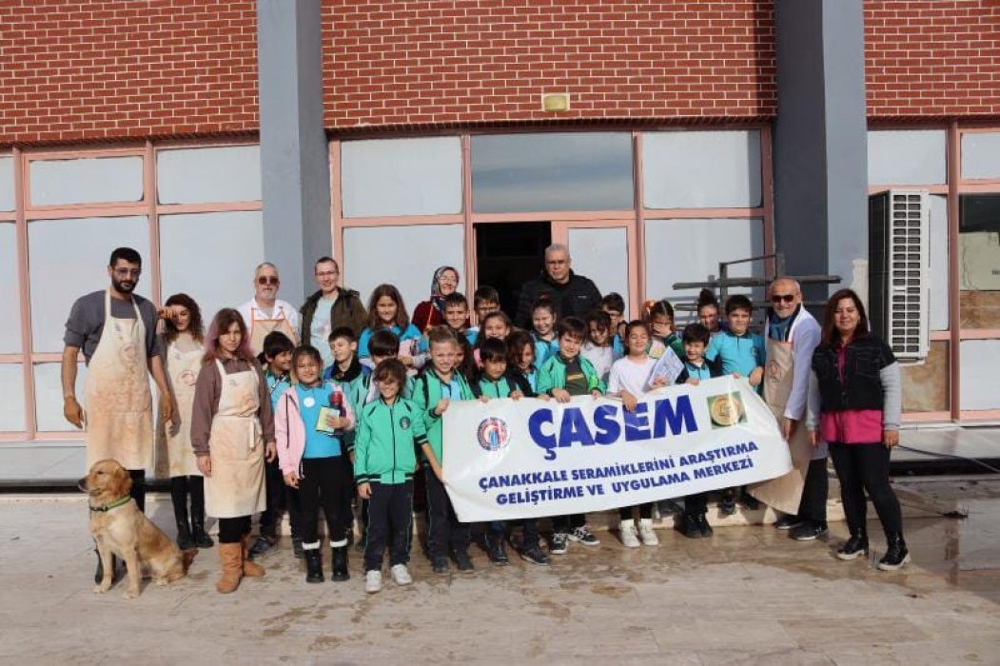 ÇASEM
ÇANAKKALE SERAMİKLERİNİ ARAŞTIRMA
GELİŞTİRME VE UYGULAMA MERKEZİ